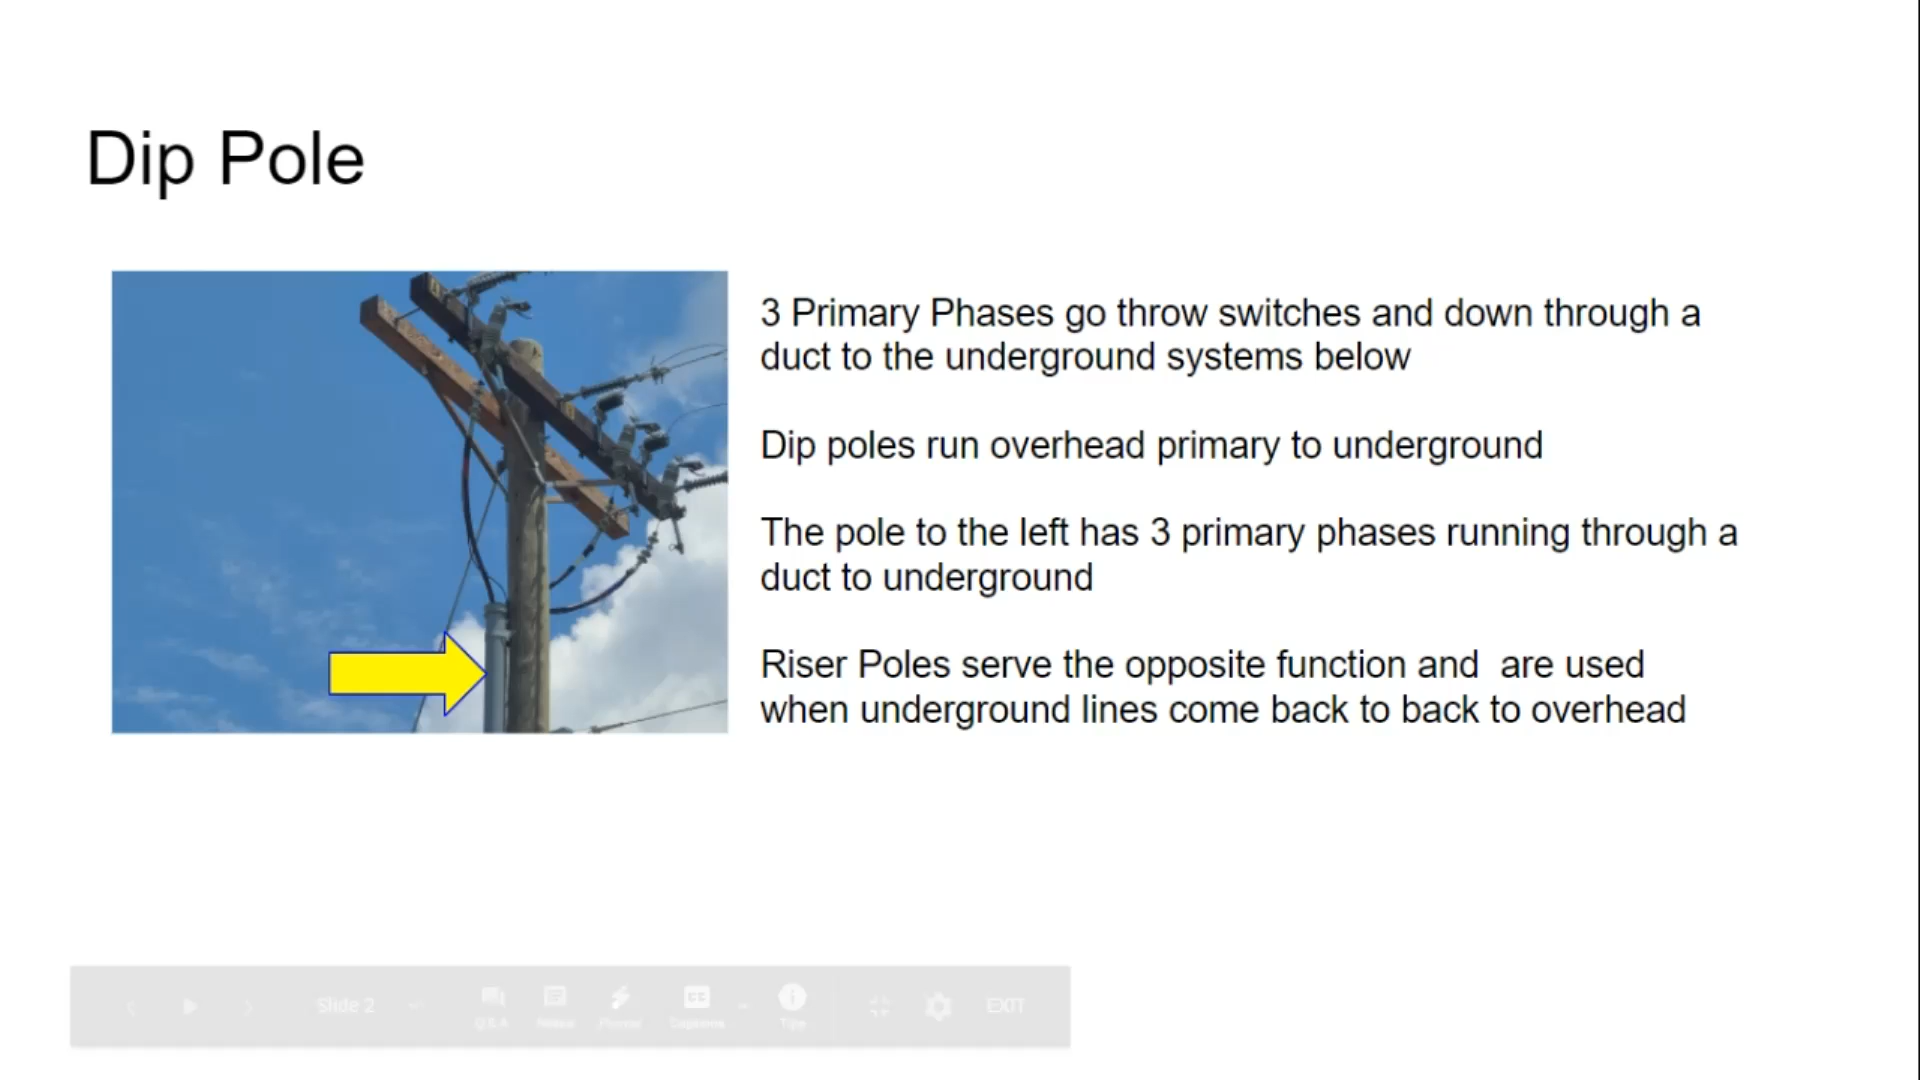 Dip Pole
3 Primary Phases go throw switches and down through a
duct to the underground systems below
Dip poles run overhead primary to underground
The pole to the left has 3 primary phases running through a
duct to underground
Riser Poles serve the opposite function and  are used
when underground lines come back to back to overhead
Slide 2
Q&A
Notes
Pointer
CC
Captions
Tips
EXIT